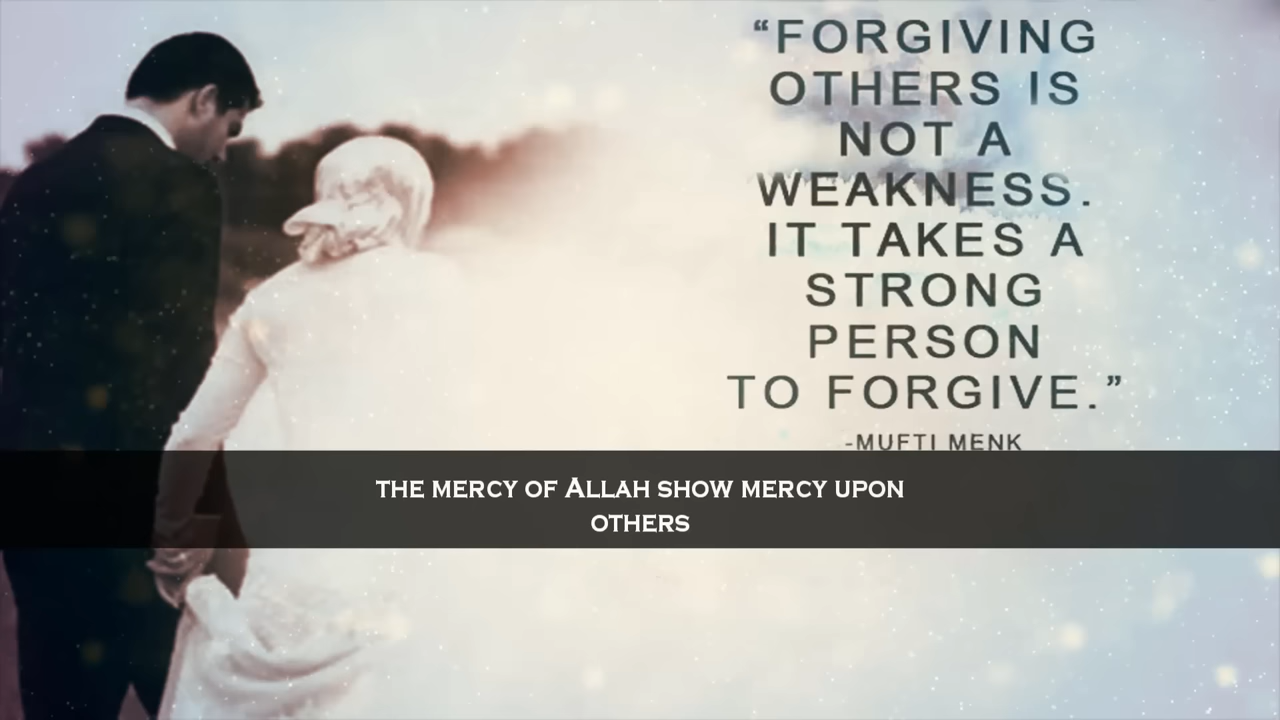 “FORGIVING
OTHERS IS
NOT A
WEAKNESS.
IT TAKES A
STRONG
PERSON
TO FORGIVE.”
-MUFTI MENK
THE MERCY OF ALLAH SHOW MERCY UPON
OTHERS